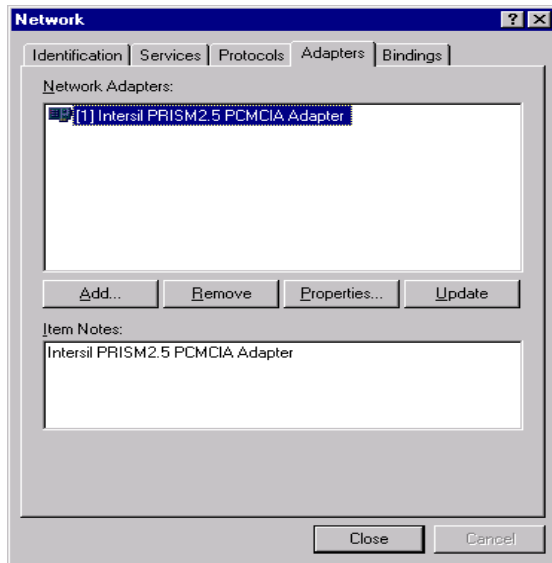 Network
Identification Services Protocols Adapters Bindings
Network Adapters:
[1] Intersil PRISM2.5 PCMCIA Adapter
Add... Remove Properties... Update
Item Notes:
Intersil PRISM2.5 PCMCIA Adapter
Close Cancel